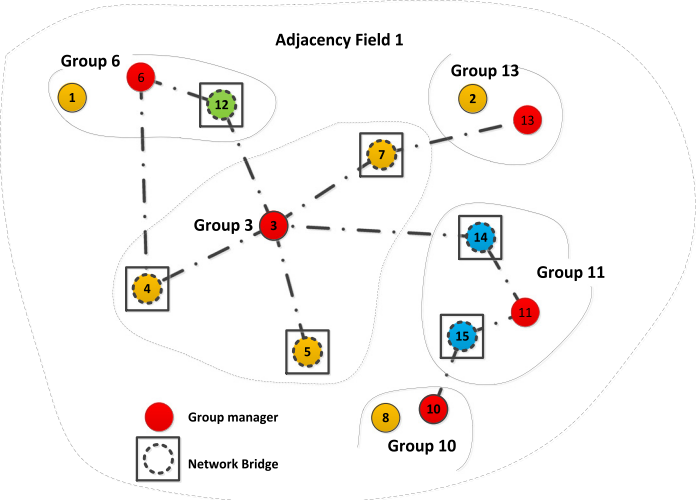 Adjacency Field 1
Group 6
6
1
12
Group 13
2
13
7
Group 3
3
14
4
Group 11
11
15
5
10
8
Group 10
Group manager
Network Bridge